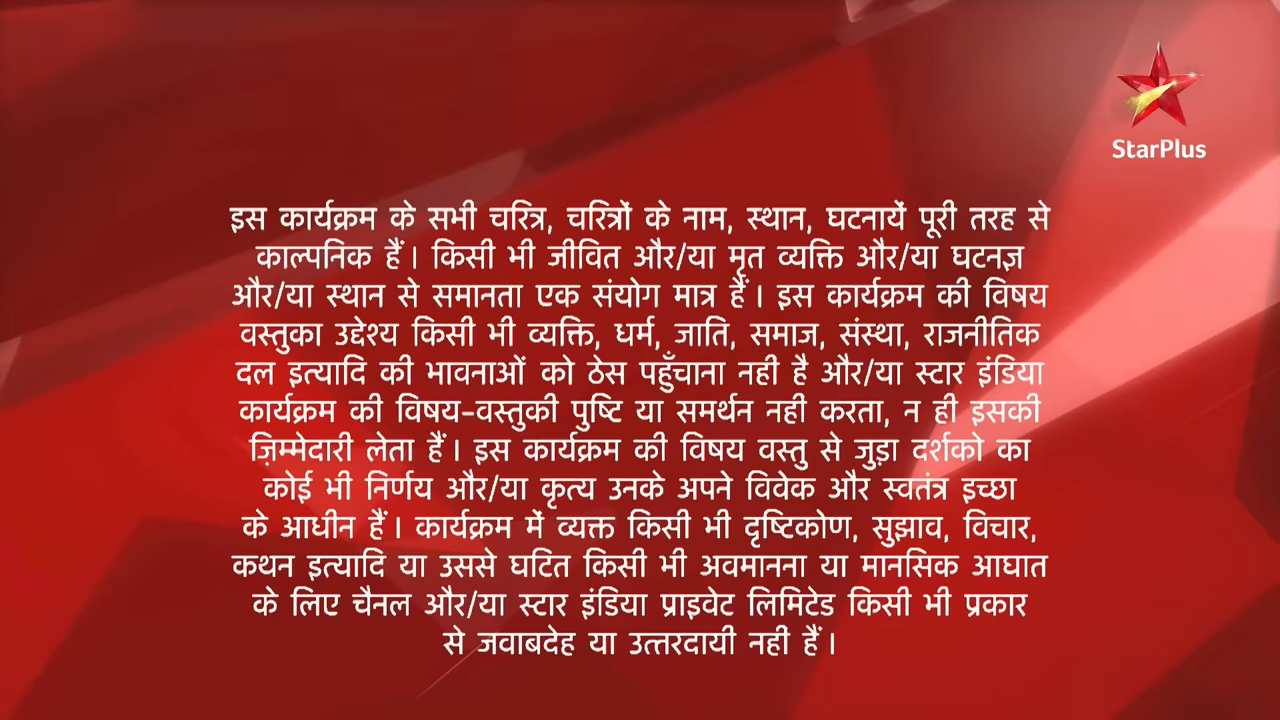 StarPlus
इस कार्यक्रम के सभी चरित्र, चरित्रों के नाम, स्थान, घटनायें पूरी तरह से
काल्पनिक हैं। किसी भी जीवित और/या मृत व्यक्ति और/या घटनज्ञ
और/या स्थान से समानता एक संयोग मात्र हैं। इस कार्यक्रम की विषय
वस्तुका उद्देश्य किसी भी व्यक्ति, धर्म, जाति, समाज, संस्था, राजनीतिक
दल इत्यादि की भावनाओं को ठेस पहुँचाना नही है और/या स्टार इंडिया
कार्यक्रम की विषय-वस्तुकी पुष्टि या समर्थन नही करता, न ही इसकी
ज़िम्मेदारी लेता हैं। इस कार्यक्रम की विषय वस्तु से जुड़ा दर्शको का
कोई भी निर्णय और/या कृत्य उनके अपने विवेक और स्वतंत्र इच्छा
के आधीन हैं। कार्यक्रम में व्यक्त किसी भी दृष्टिकोण, सुझाव, विचार,
कथन इत्यादि या उससे घटित किसी भी अवमानना या मानसिक आघात
के लिए चैनल और/या स्टार इंडिया प्राइवेट लिमिटेड किसी भी प्रकार
से जवाबदेह या उत्तरदायी नही हैं।